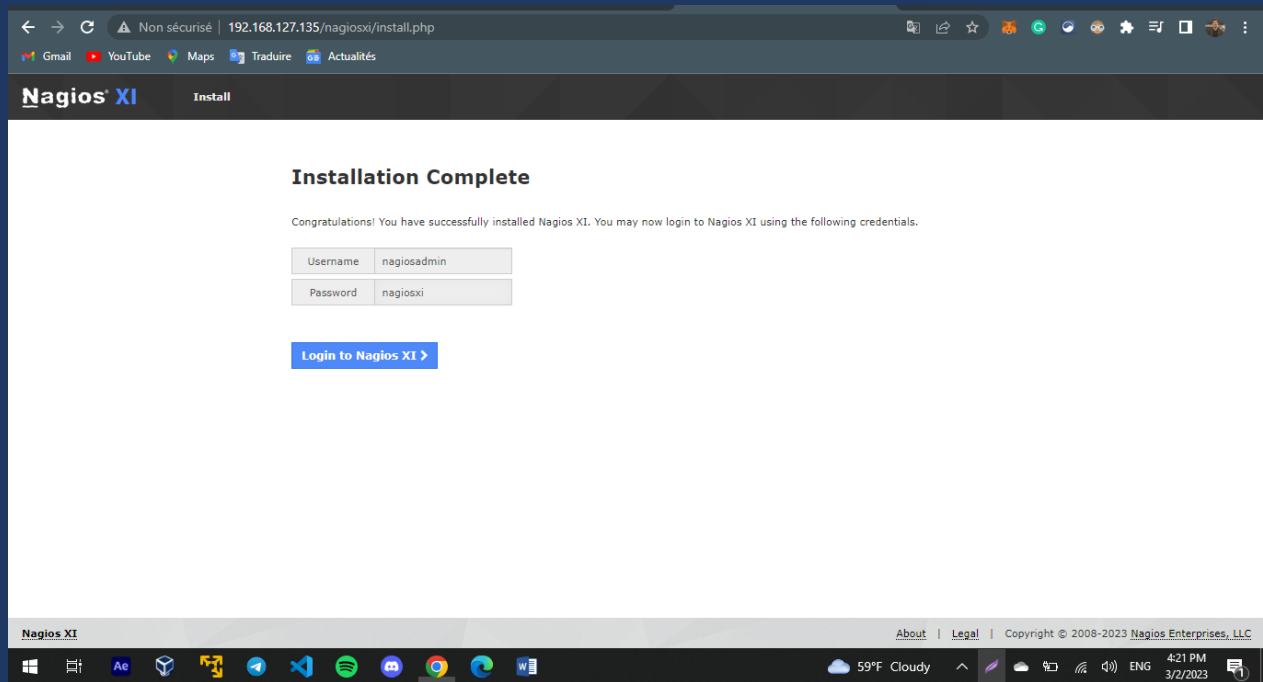 Non sécurisé | 192.168.127.135/nagiosxi/install.php
Gmail YouTube Maps Traduire Actualités
Nagios® XI Install
Installation Complete
Congratulations! You have successfully installed Nagios XI. You may now login to Nagios XI using the following credentials.
Username nagiosadmin
Password nagiosxi
Login to Nagios XI
Nagios XI About | Legal | Copyright © 2008-2023 Nagios Enterprises, LLC
Ae W 59°F Cloudy ENG 4:21 PM
3/2/2023 1